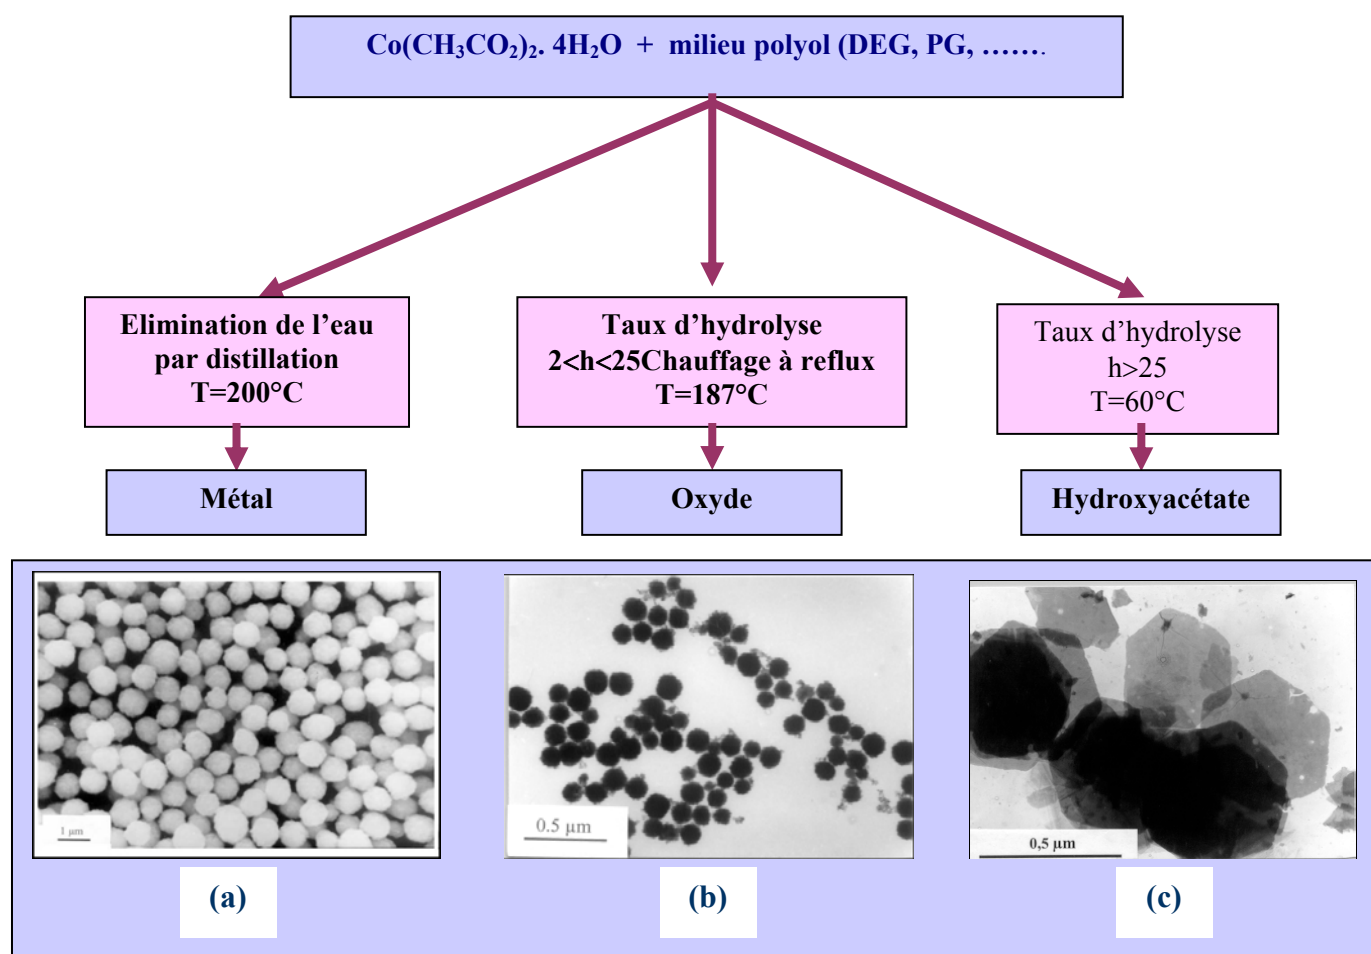 Co(CH₃CO₂)₂. 4H₂O + milieu polyol (DEG, PG, …….
Elimination de l’eau
par distillation
T=200°C
Taux d’hydrolyse
2<h<25Chauffage à reflux
T=187°C
Taux d’hydrolyse
h>25
T=60°C
Métal
Oxyde
Hydroxyacétate
1 µm
0.5 µm
0,5 µm
(a)
(b)
(c)